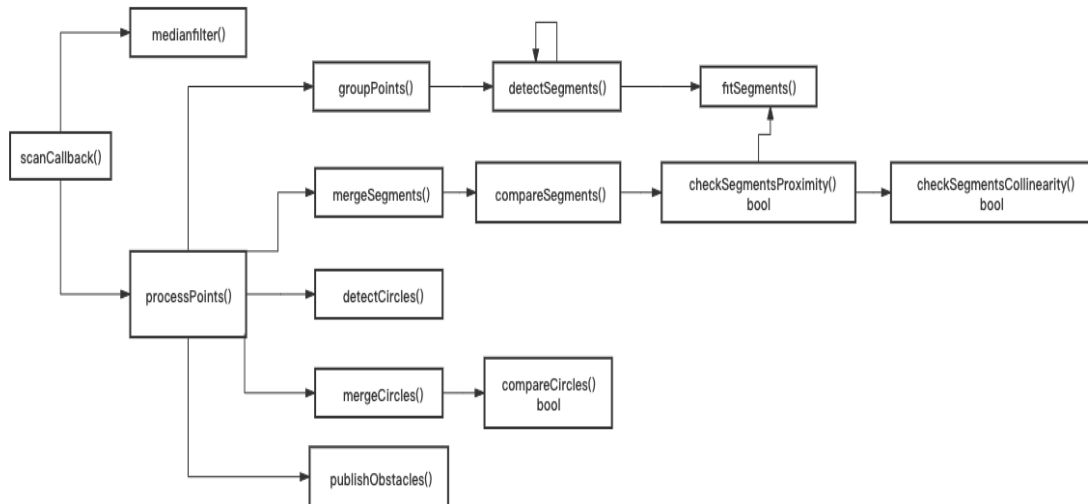 medianfilter()
groupPoints()
detectSegments()
fitSegments()
scanCallback()
mergeSegments()
compareSegments()
checkSegmentsProximity()
bool
checkSegmentsCollinearity()
bool
processPoints()
detectCircles()
mergeCircles()
compareCircles()
bool
publishObstacles()